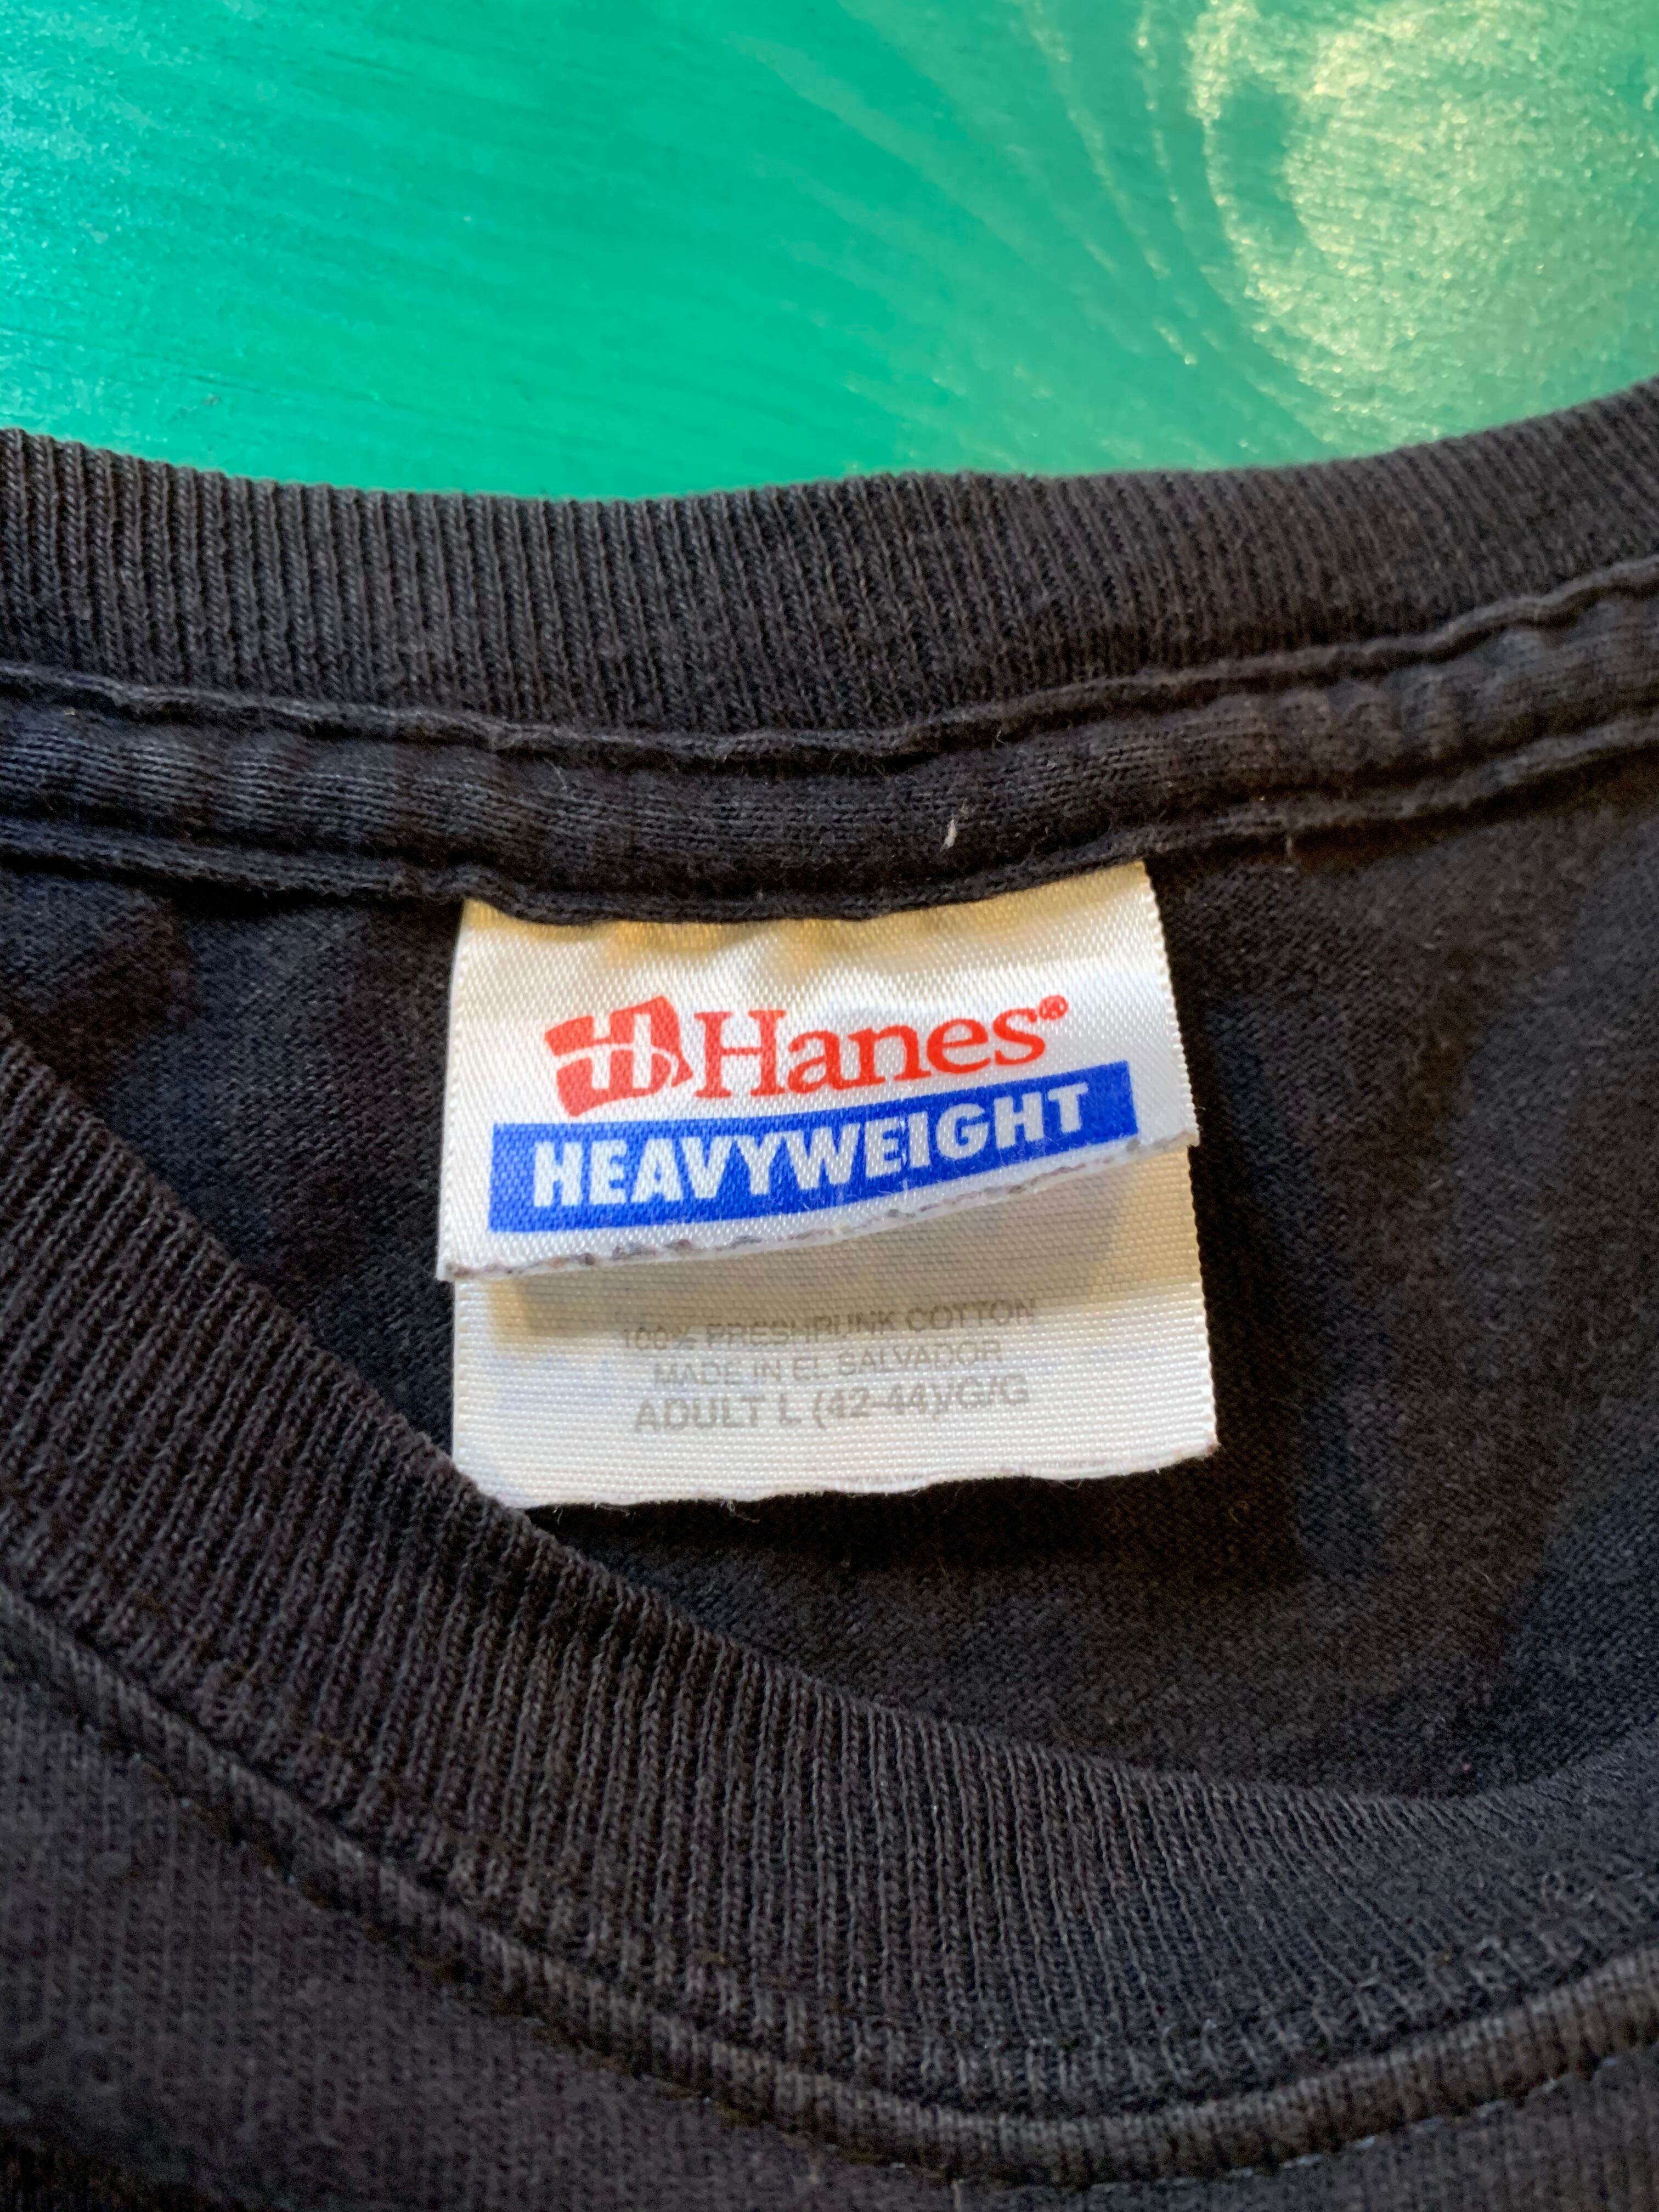 Hanes®
HEAVYWEIGHT
100% PRESHRUNK COTTON
MADE IN EL SALVADOR
ADULT L (42-44)/G/G